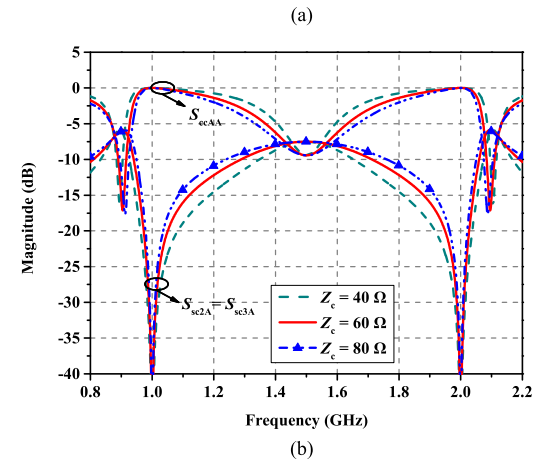 (a)
5
0
-5
-10
-15
-20
-25
-30
-35
-40
Magnitude (dB)
S_ccAA
S_sc2A = S_sc3A
Z_c = 40 Ω
Z_c = 60 Ω
Z_c = 80 Ω
0.8 1.0 1.2 1.4 1.6 1.8 2.0 2.2
Frequency (GHz)
(b)